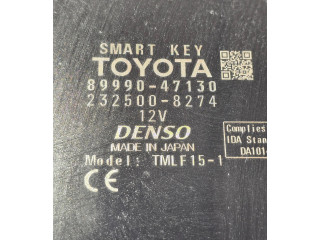 SMART KEY
TOYOTA
89990-47130
232500-8274
12V
DENSO
MADE IN JAPAN
Model: TMLF15-1
CE
Complies
IDA Stan
DA101